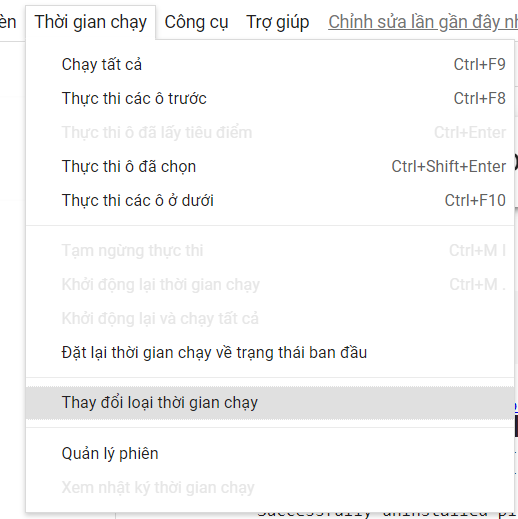 èn Thời gian chạy Công cụ Trợ giúp Chỉnh sửa lần gần đây
Chạy tất cả Ctrl+F9
Thực thi các ô trước Ctrl+F8
Thực thi ô đã lấy tiêu điểm Ctrl+Enter
Thực thi ô đã chọn Ctrl+Shift+Enter
Thực thi các ô ở dưới Ctrl+F10
Tạm ngừng thực thi Ctrl+M I
Khởi động lại thời gian chạy Ctrl+M .
Khởi động lại và chạy tất cả
Đặt lại thời gian chạy về trạng thái ban đầu
Thay đổi loại thời gian chạy
Quản lý phiên
Xem nhật ký thời gian chạy